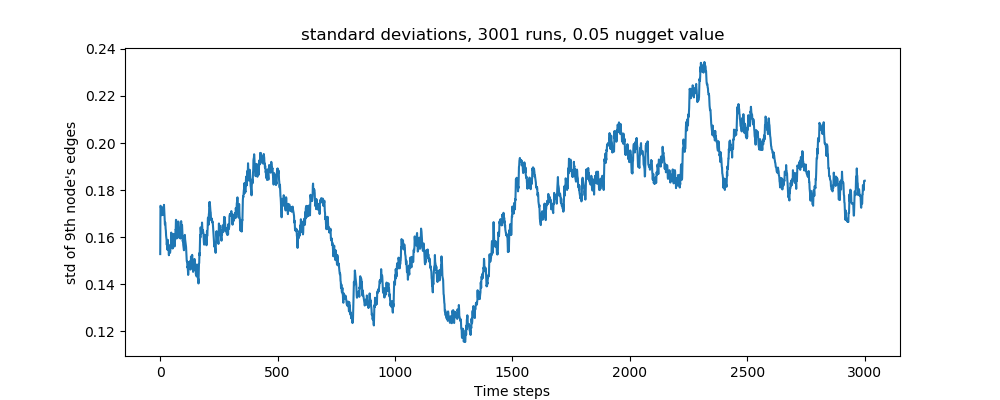 standard deviations, 3001 runs, 0.05 nugget value
std of 9th node's edges
0.24
0.22
0.20
0.18
0.16
0.14
0.12
0 500 1000 1500 2000 2500 3000
Time steps